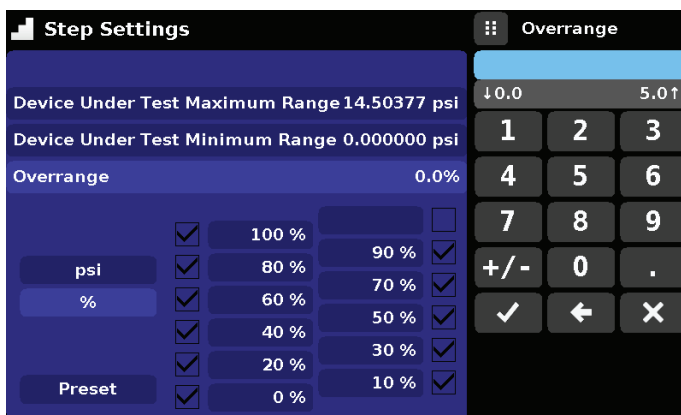 Step Settings
Overrange
↓0.0 5.0↑
Device Under Test Maximum Range 14.50377 psi
Device Under Test Minimum Range 0.000000 psi
Overrange 0.0%
1 2 3
4 5 6
7 8 9
+/- 0 .
100 %
90 %
80 %
70 %
60 %
50 %
40 %
30 %
20 %
10 %
0 %
psi
%
Preset